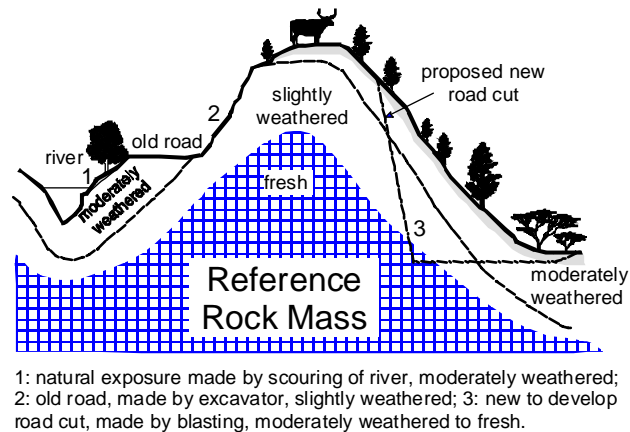 proposed new
road cut
slightly
weathered
2
old road
river
1
moderately
weathered
fresh
3
Reference
Rock Mass
moderately
weathered
1: natural exposure made by scouring of river, moderately weathered;
2: old road, made by excavator, slightly weathered; 3: new to develop
road cut, made by blasting, moderately weathered to fresh.